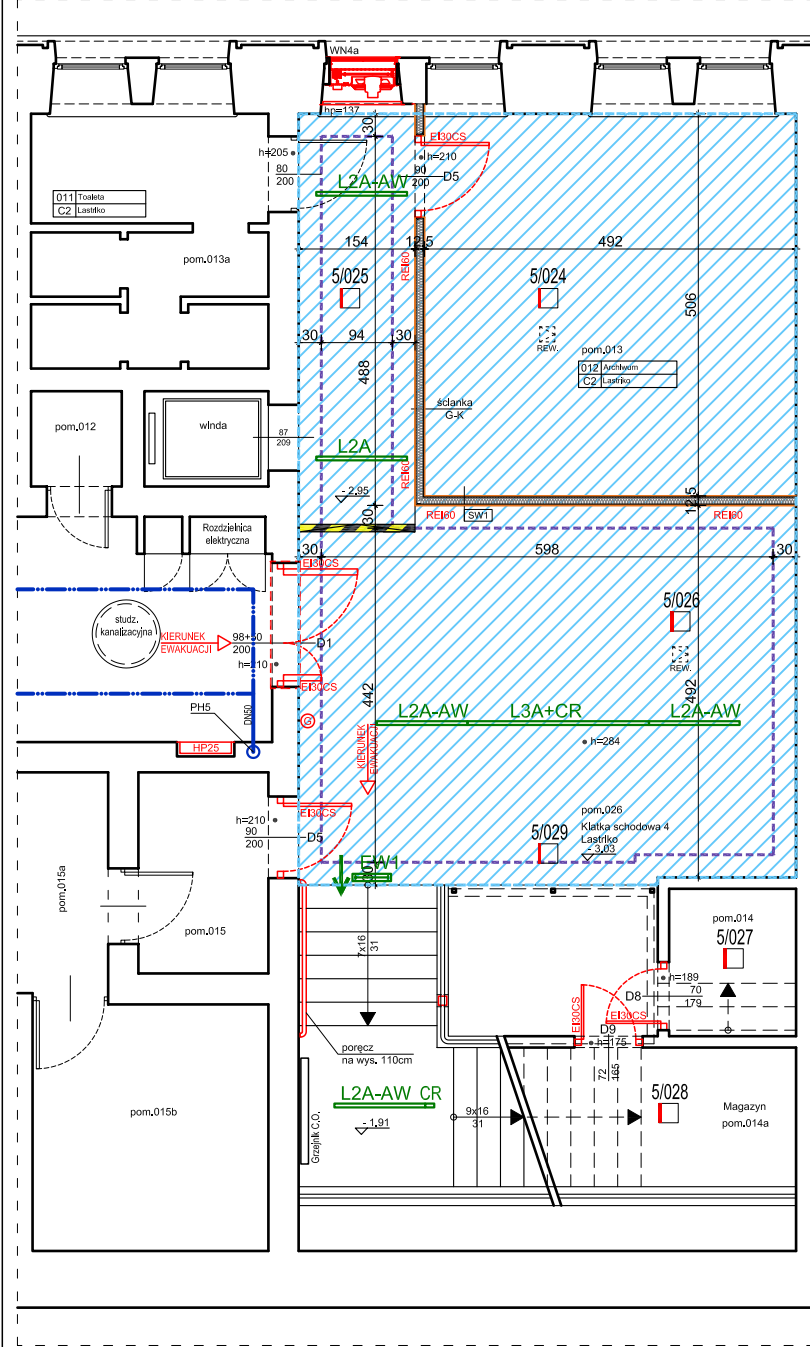 WN4a
hp=137
30
EI30CS
h=205
h=210
80
200
90
200
D5
L2A-AW
011 Toaleta
C2 Lastriko
154
12,5
492
pom.013a
REI60
5/025
5/024
506
30
94
30
REW.
pom.013
012 Archiwum
C2 Lastriko
488
ścianka
G-K
pom.012
winda
87
209
L2A
REI60
- 2,95
30
12,5
REI60
SW1
REI60
Rozdzielnica
elektryczna
30
598
30
EI30CS
studz.
kanalizacyjna
KIERUNEK
EWAKUACJI
98+50
200
D1
h=210
5/026
REW.
EI30CS
442
492
PH5
DN50
L2A-AW
L3A+CR
L2A-AW
G
HP25
KIERUNEK
EWAKUACJI
h=284
h=210
90
200
EI30CS
D5
pom.026
Klatka schodowa 4
Lastriko
- 3,03
5/029
EW1
pom.015a
pom.015
7x16
31
pom.014
5/027
h=189
70
179
D8
EI30CS
EI30CS
D9
h=175
72
165
poręcz
na wys. 110cm
L2A-AW CR
9x16
31
5/028
- 1,91
Grzejnik C.O.
Magazyn
pom.014a
pom.015b